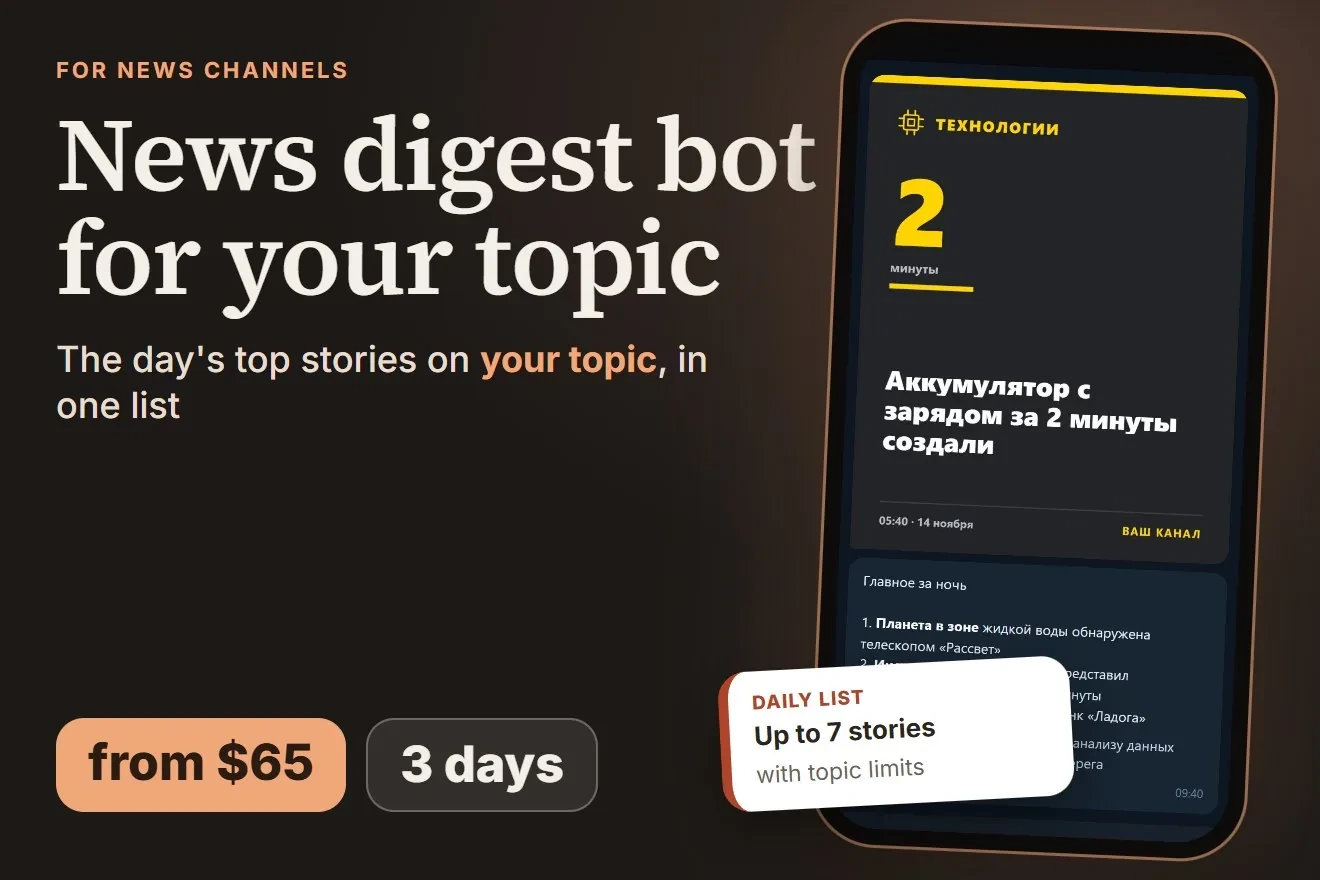 FOR NEWS CHANNELS
News digest bot
for your topic
The day's top stories on your topic, in
one list
from $65
3 days
ТЕХНОЛОГИИ
2
минуты
Аккумулятор с
зарядом за 2 минуты
создали
05:40 · 14 ноября
ВАШ КАНАЛ
Главное за ночь
1. Планета в зоне жидкой воды обнаружена
телескопом «Рассвет»
«Ладога»
анализу данных
09:40
DAILY LIST
Up to 7 stories
with topic limits